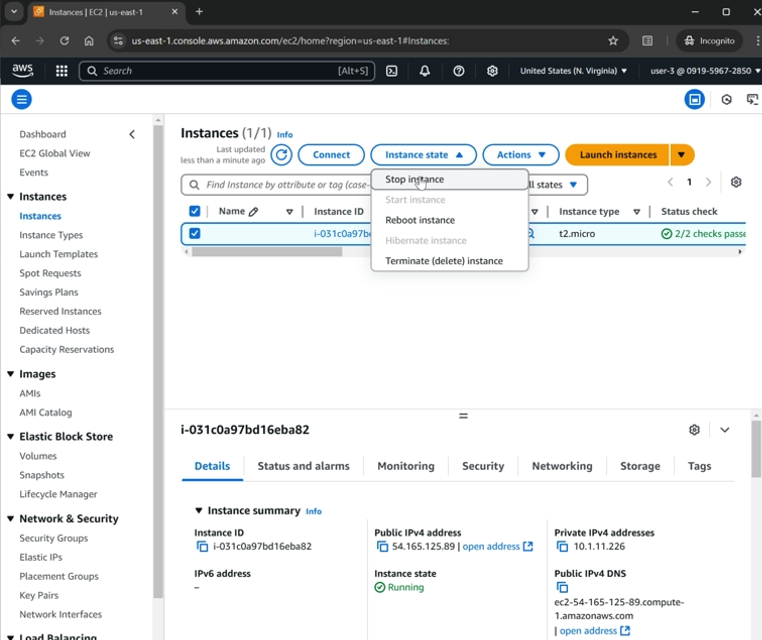 Instances | EC2 | us-east-1
us-east-1.console.aws.amazon.com/ec2/home?region=us-east-1#Instances:
Incognito
aws
Search
[Alt+S]
United States (N. Virginia)
user-3 @ 0919-5967-2850
Dashboard
EC2 Global View
Events
Instances
Instances
Instance Types
Launch Templates
Spot Requests
Savings Plans
Reserved Instances
Dedicated Hosts
Capacity Reservations
Images
AMIs
AMI Catalog
Elastic Block Store
Volumes
Snapshots
Lifecycle Manager
Network & Security
Security Groups
Elastic IPs
Placement Groups
Key Pairs
Network Interfaces
Load Balancing
Instances (1/1) Info
Last updated
less than a minute ago
Connect
Instance state
Actions
Launch instances
Find Instance by attribute or tag (case-
ll states
1
Stop instance
Start instance
Reboot instance
Hibernate instance
Terminate (delete) instance
Name
Instance ID
Instance type
Status check
i-031c0a97b
t2.micro
2/2 checks passe
i-031c0a97bd16eba82
Details
Status and alarms
Monitoring
Security
Networking
Storage
Tags
Instance summary Info
Instance ID
i-031c0a97bd16eba82
IPv6 address
–
Public IPv4 address
54.165.125.89 | open address
Instance state
Running
Private IPv4 addresses
10.1.11.226
Public IPv4 DNS
ec2-54-165-125-89.compute-
1.amazonaws.com
| open address